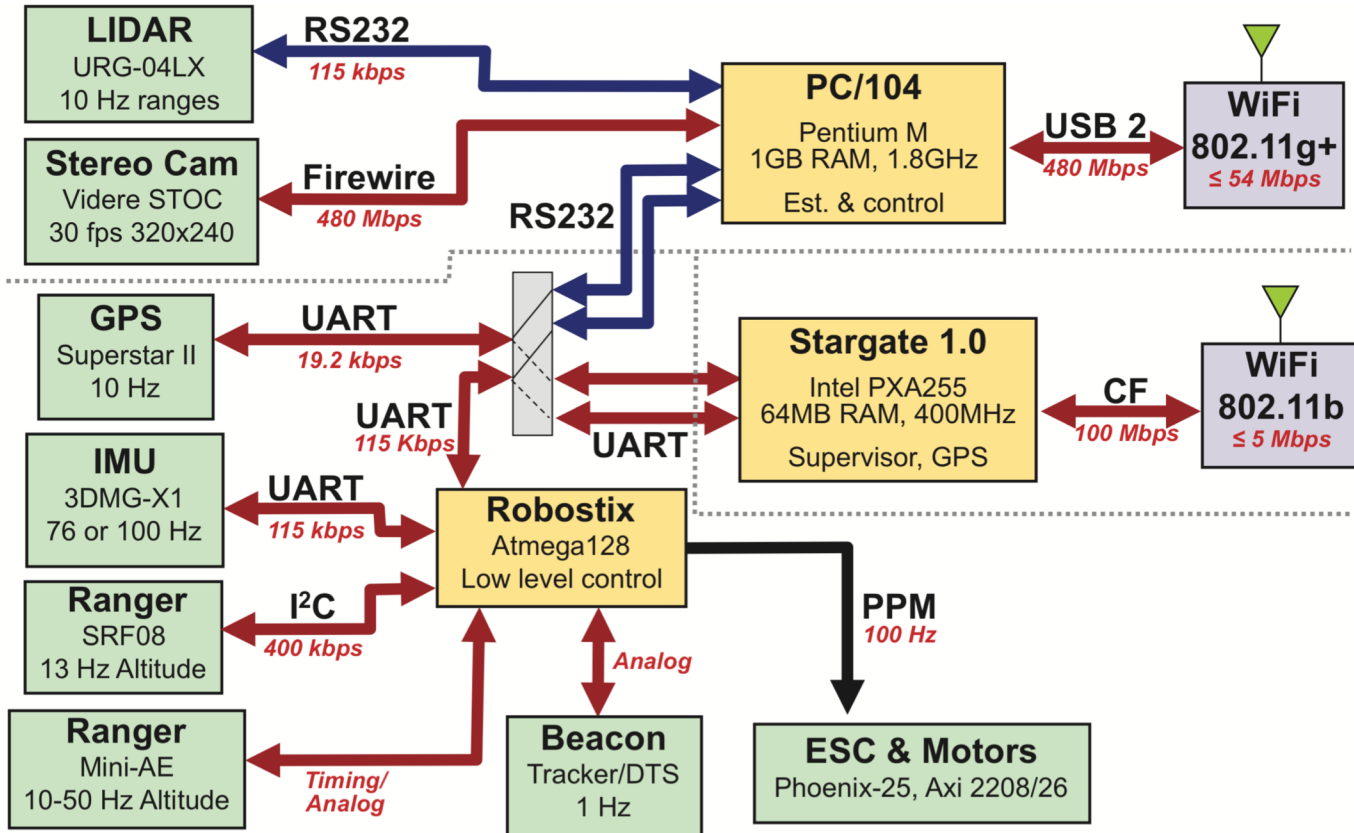 LIDAR
URG-04LX
10 Hz ranges
RS232
115 kbps
Stereo Cam
Videre STOC
30 fps 320x240
Firewire
480 Mbps
PC/104
Pentium M
1GB RAM, 1.8GHz
Est. & control
USB 2
480 Mbps
WiFi
802.11g+
≤ 54 Mbps
RS232
GPS
Superstar II
10 Hz
UART
19.2 kbps
UART
115 Kbps
UART
Stargate 1.0
Intel PXA255
64MB RAM, 400MHz
Supervisor, GPS
CF
100 Mbps
WiFi
802.11b
≤ 5 Mbps
IMU
3DMG-X1
76 or 100 Hz
UART
115 kbps
Robostix
Atmega128
Low level control
Ranger
SRF08
13 Hz Altitude
I²C
400 kbps
PPM
100 Hz
Analog
Ranger
Mini-AE
10-50 Hz Altitude
Timing/
Analog
Beacon
Tracker/DTS
1 Hz
ESC & Motors
Phoenix-25, Axi 2208/26